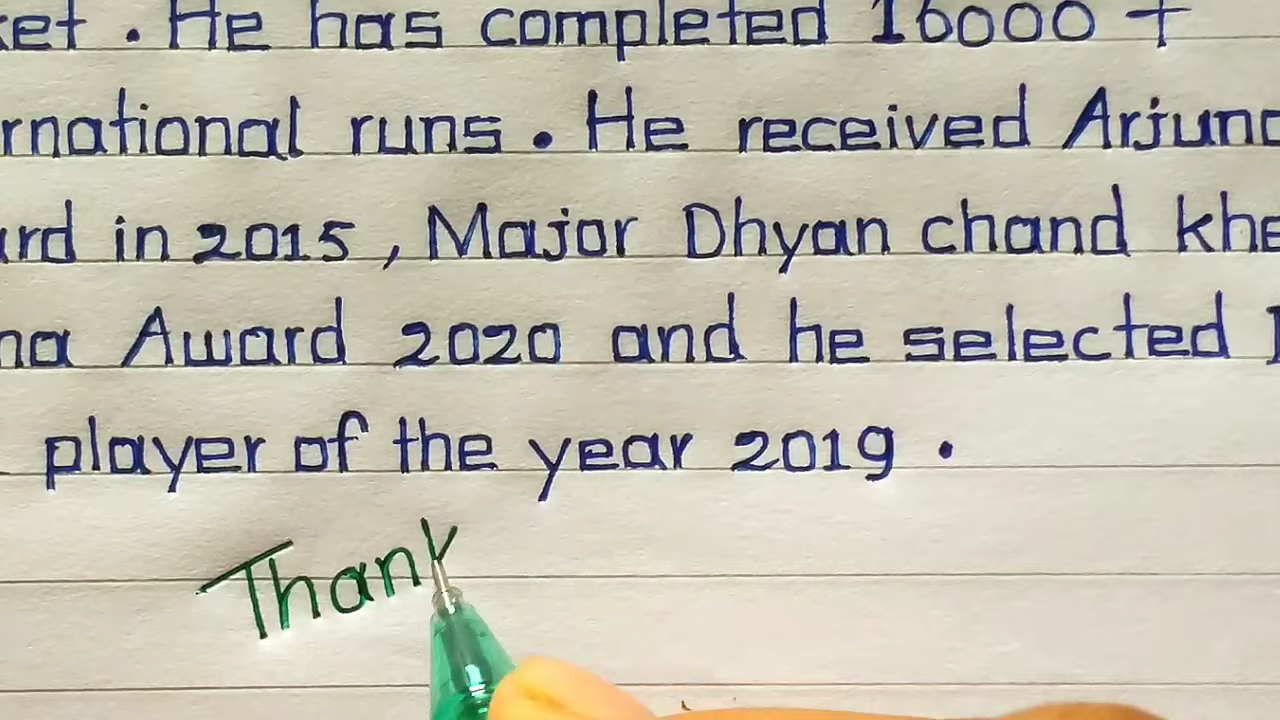 ket. He has completed 16000 +
rnational runs. He received Arjuna
ard in 2015, Major Dhyan chand khe
na Award 2020 and he selected
player of the year 2019.
Thank